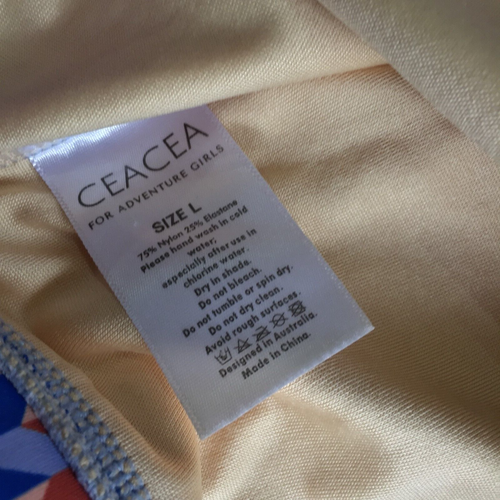 CEACEA
FOR ADVENTURE GIRLS
SIZE L
75% Nylon 25% Elastane
Please hand wash in cold
water;
especially after use in
chlorine water.
Dry in shade.
Do not bleach.
Do not tumble or spin dry.
Do not dry clean.
Avoid rough surfaces.
Designed in Australia.
Made in China.